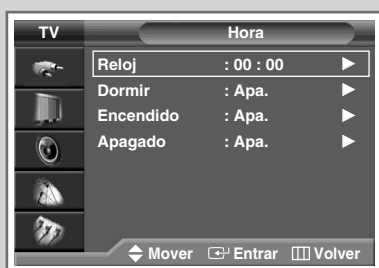 TV Hora
Reloj : 00 : 00
Dormir : Apa.
Encendido : Apa.
Apagado : Apa.
Mover Entrar Volver